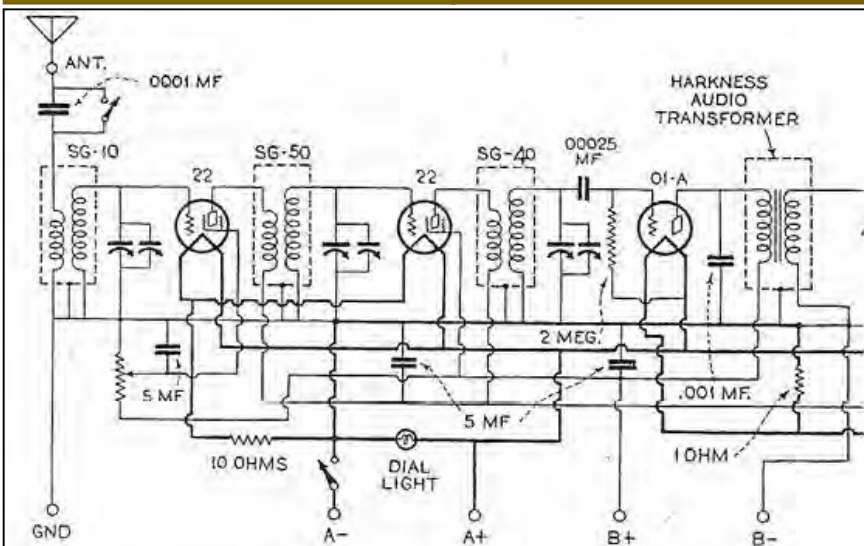 ANT.
.0001 MF
HARKNESS
AUDIO
TRANSFORMER
SG-10
22
SG-50
22
SG-40
.00025
MF
01-A
2 MEG.
.5 MF
.5 MF
.001 MF.
10 OHMS
DIAL
LIGHT
1 OHM
GND
A-
A+
B+
B-